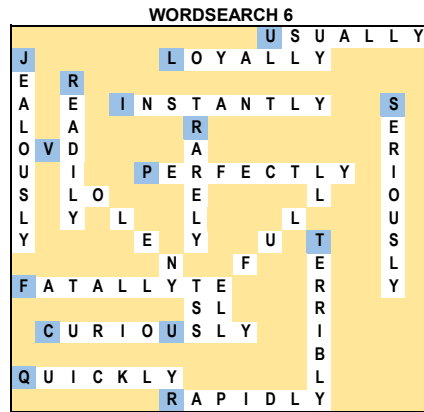 WORDSEARCH 6
U S U A L L Y
J L O Y A L L Y
E R
A E I N S T A N T L Y S
L A R E
O V D A R
U I P E R F E C T L Y I
S L O E L O
L Y L L L U
Y E Y U T S
N F E L
F A T A L L Y T E R Y
S L R
C U R I O U S L Y I
B
Q U I C K L Y L
R A P I D L Y